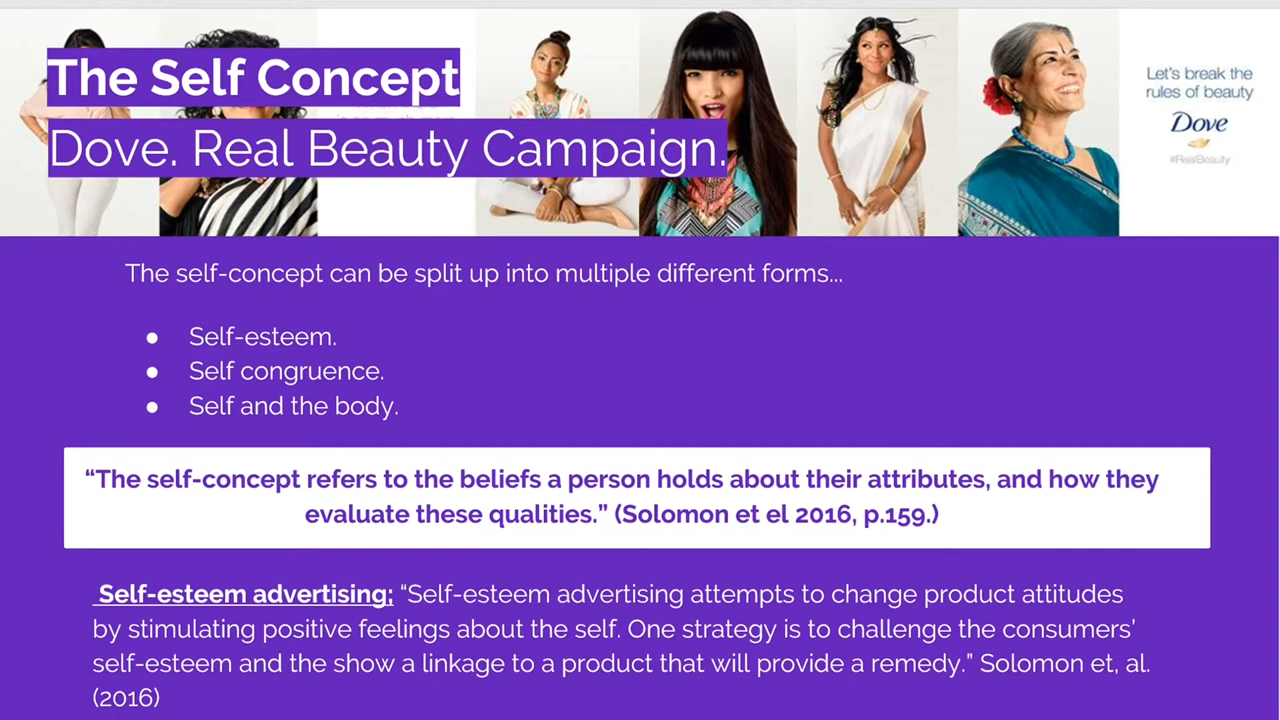 The Self Concept
Dove. Real Beauty Campaign.
Let's break the
rules of beauty
Dove
#RealBeauty
The self-concept can be split up into multiple different forms...
● Self-esteem.
● Self congruence.
● Self and the body.
“The self-concept refers to the beliefs a person holds about their attributes, and how they
evaluate these qualities.” (Solomon et el 2016, p.159.)
Self-esteem advertising; “Self-esteem advertising attempts to change product attitudes
by stimulating positive feelings about the self. One strategy is to challenge the consumers’
self-esteem and the show a linkage to a product that will provide a remedy.” Solomon et, al.
(2016)